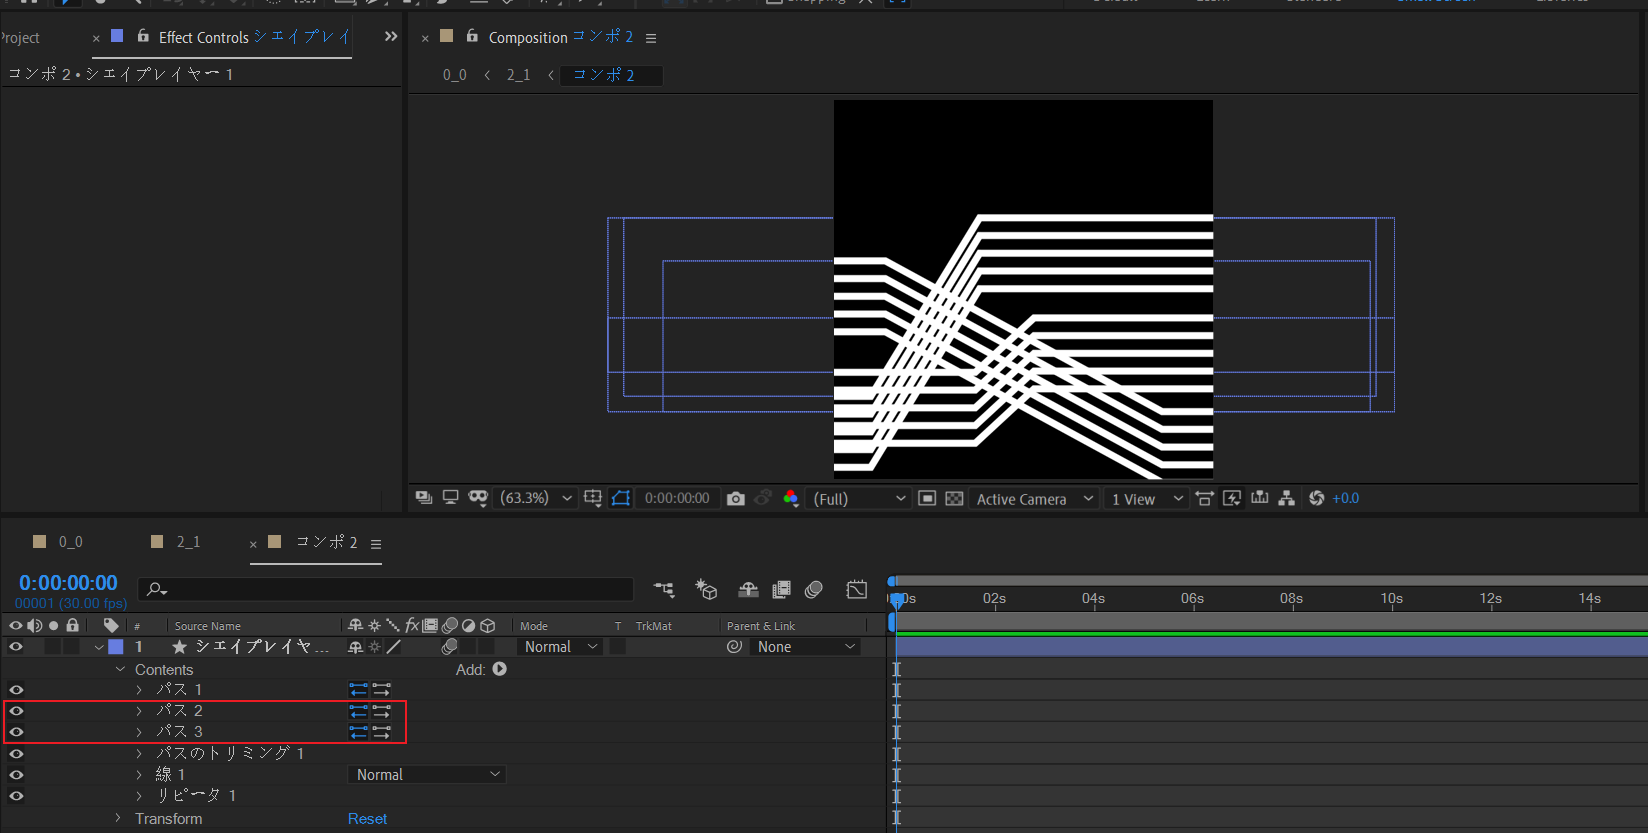 Project
× Effect Controls シエイプレイ »
コンポ 2 • シエイプレイヤー 1
× Composition コンポ 2 ≡
0_0 ‹ 2_1 ‹ コンポ 2
(63.3%) 0:00:00:00 (Full) Active Camera 1 View +0.0
0_0 2_1 × コンポ 2 ≡
0:00:00:00
00001 (30.00 fps)
02s 04s 06s 08s 10s 12s 14s
# Source Name Mode T TrkMat Parent & Link
1 シエイプレイヤ... Normal None
Contents Add:
パス 1
パス 2
パス 3
パスのトリミング 1
線 1 Normal
リピータ 1
Transform Reset